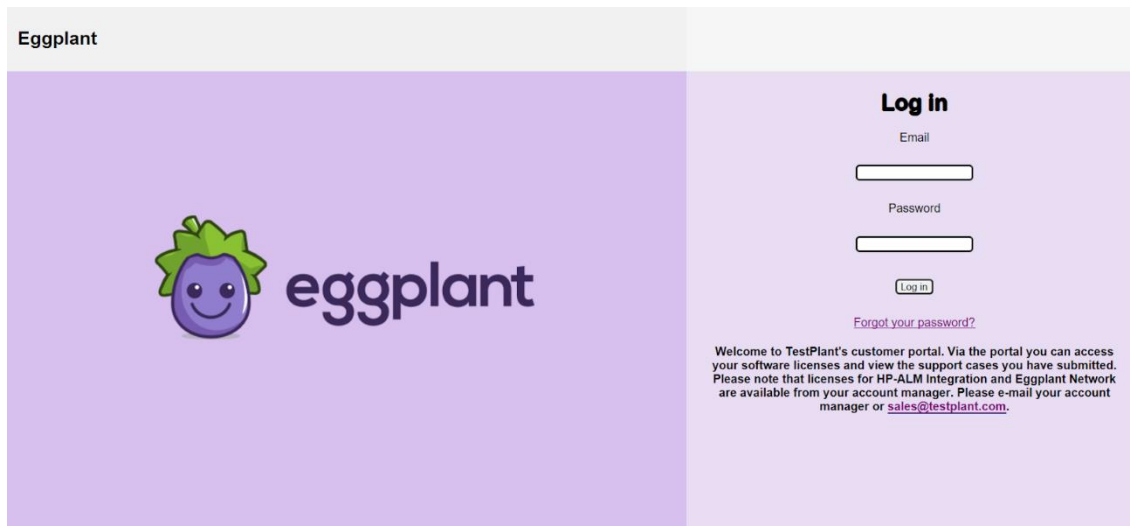 Eggplant
eggplant
Log in
Email
Password
Log in
Forgot your password?
Welcome to TestPlant's customer portal. Via the portal you can access
your software licenses and view the support cases you have submitted.
Please note that licenses for HP-ALM Integration and Eggplant Network
are available from your account manager. Please e-mail your account
manager or sales@testplant.com.